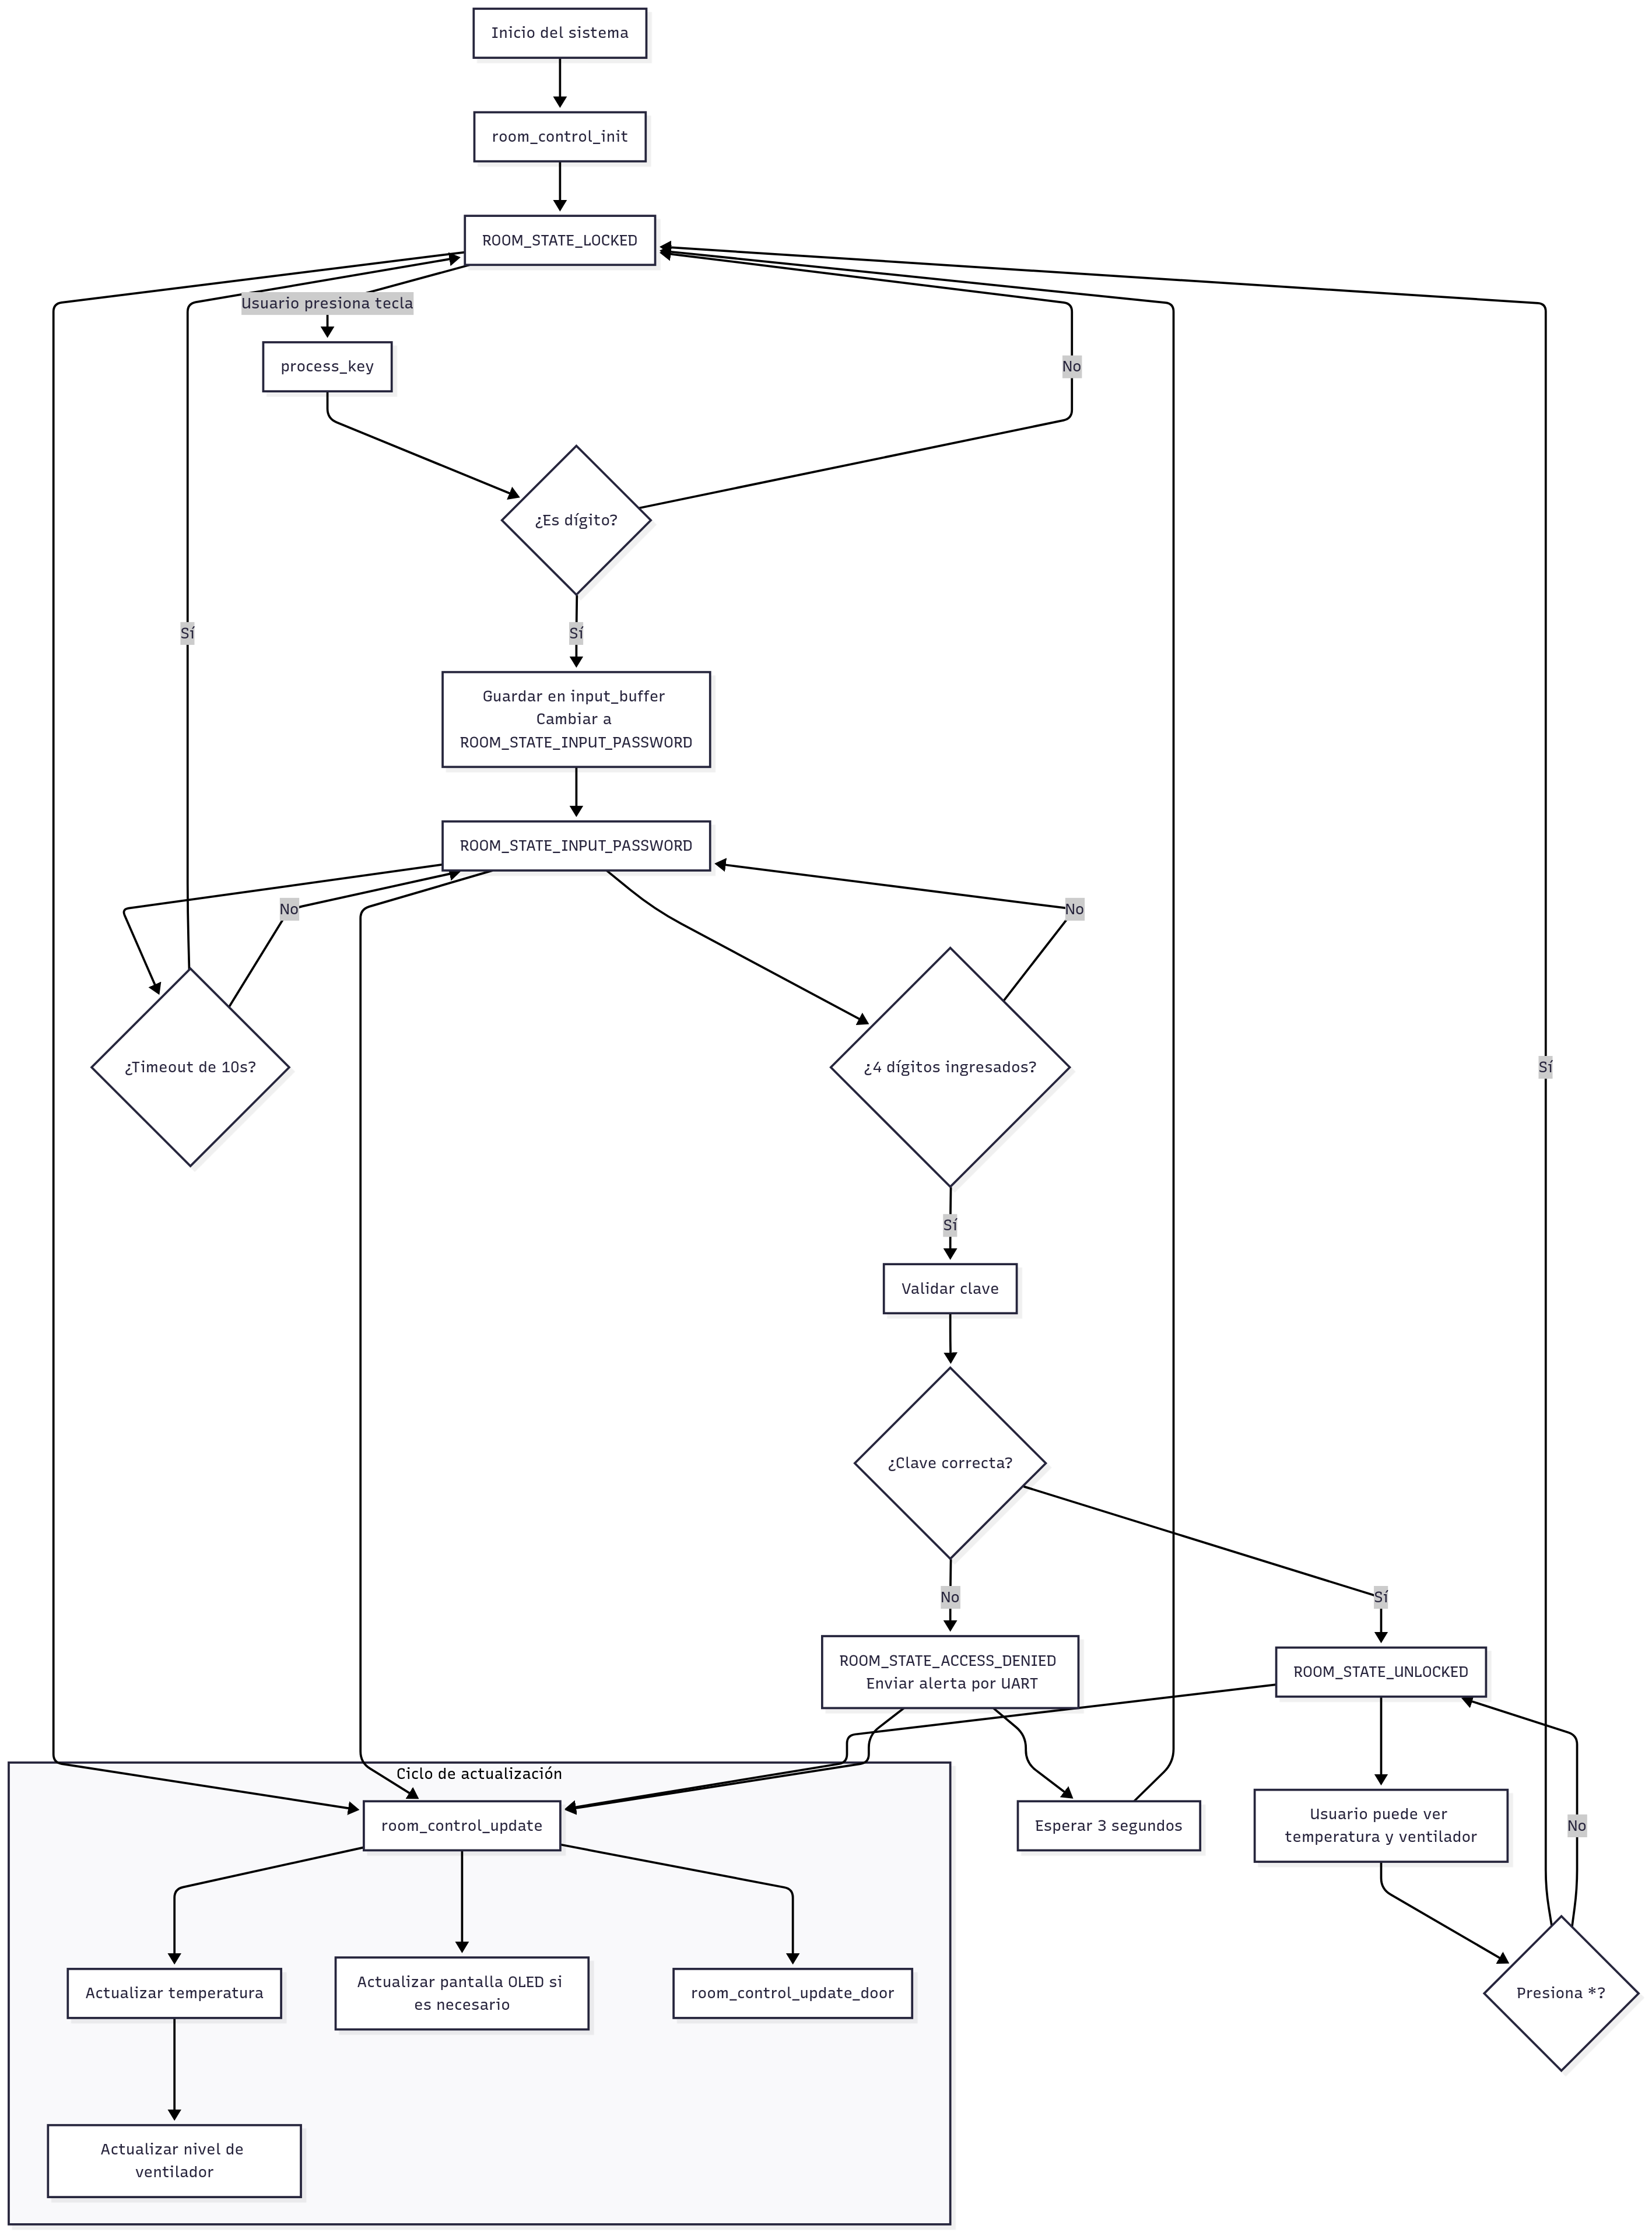 Inicio del sistema
room_control_init
ROOM_STATE_LOCKED
Usuario presiona tecla
process_key
No
¿Es dígito?
Sí
Sí
Guardar en input_buffer
Cambiar a
ROOM_STATE_INPUT_PASSWORD
ROOM_STATE_INPUT_PASSWORD
No
No
¿Timeout de 10s?
¿4 dígitos ingresados?
Sí
Sí
Validar clave
¿Clave correcta?
No
Sí
ROOM_STATE_ACCESS_DENIED
Enviar alerta por UART
ROOM_STATE_UNLOCKED
Ciclo de actualización
room_control_update
Esperar 3 segundos
Usuario puede ver
temperatura y ventilador
No
Actualizar temperatura
Actualizar pantalla OLED si
es necesario
room_control_update_door
Presiona *?
Actualizar nivel de
ventilador